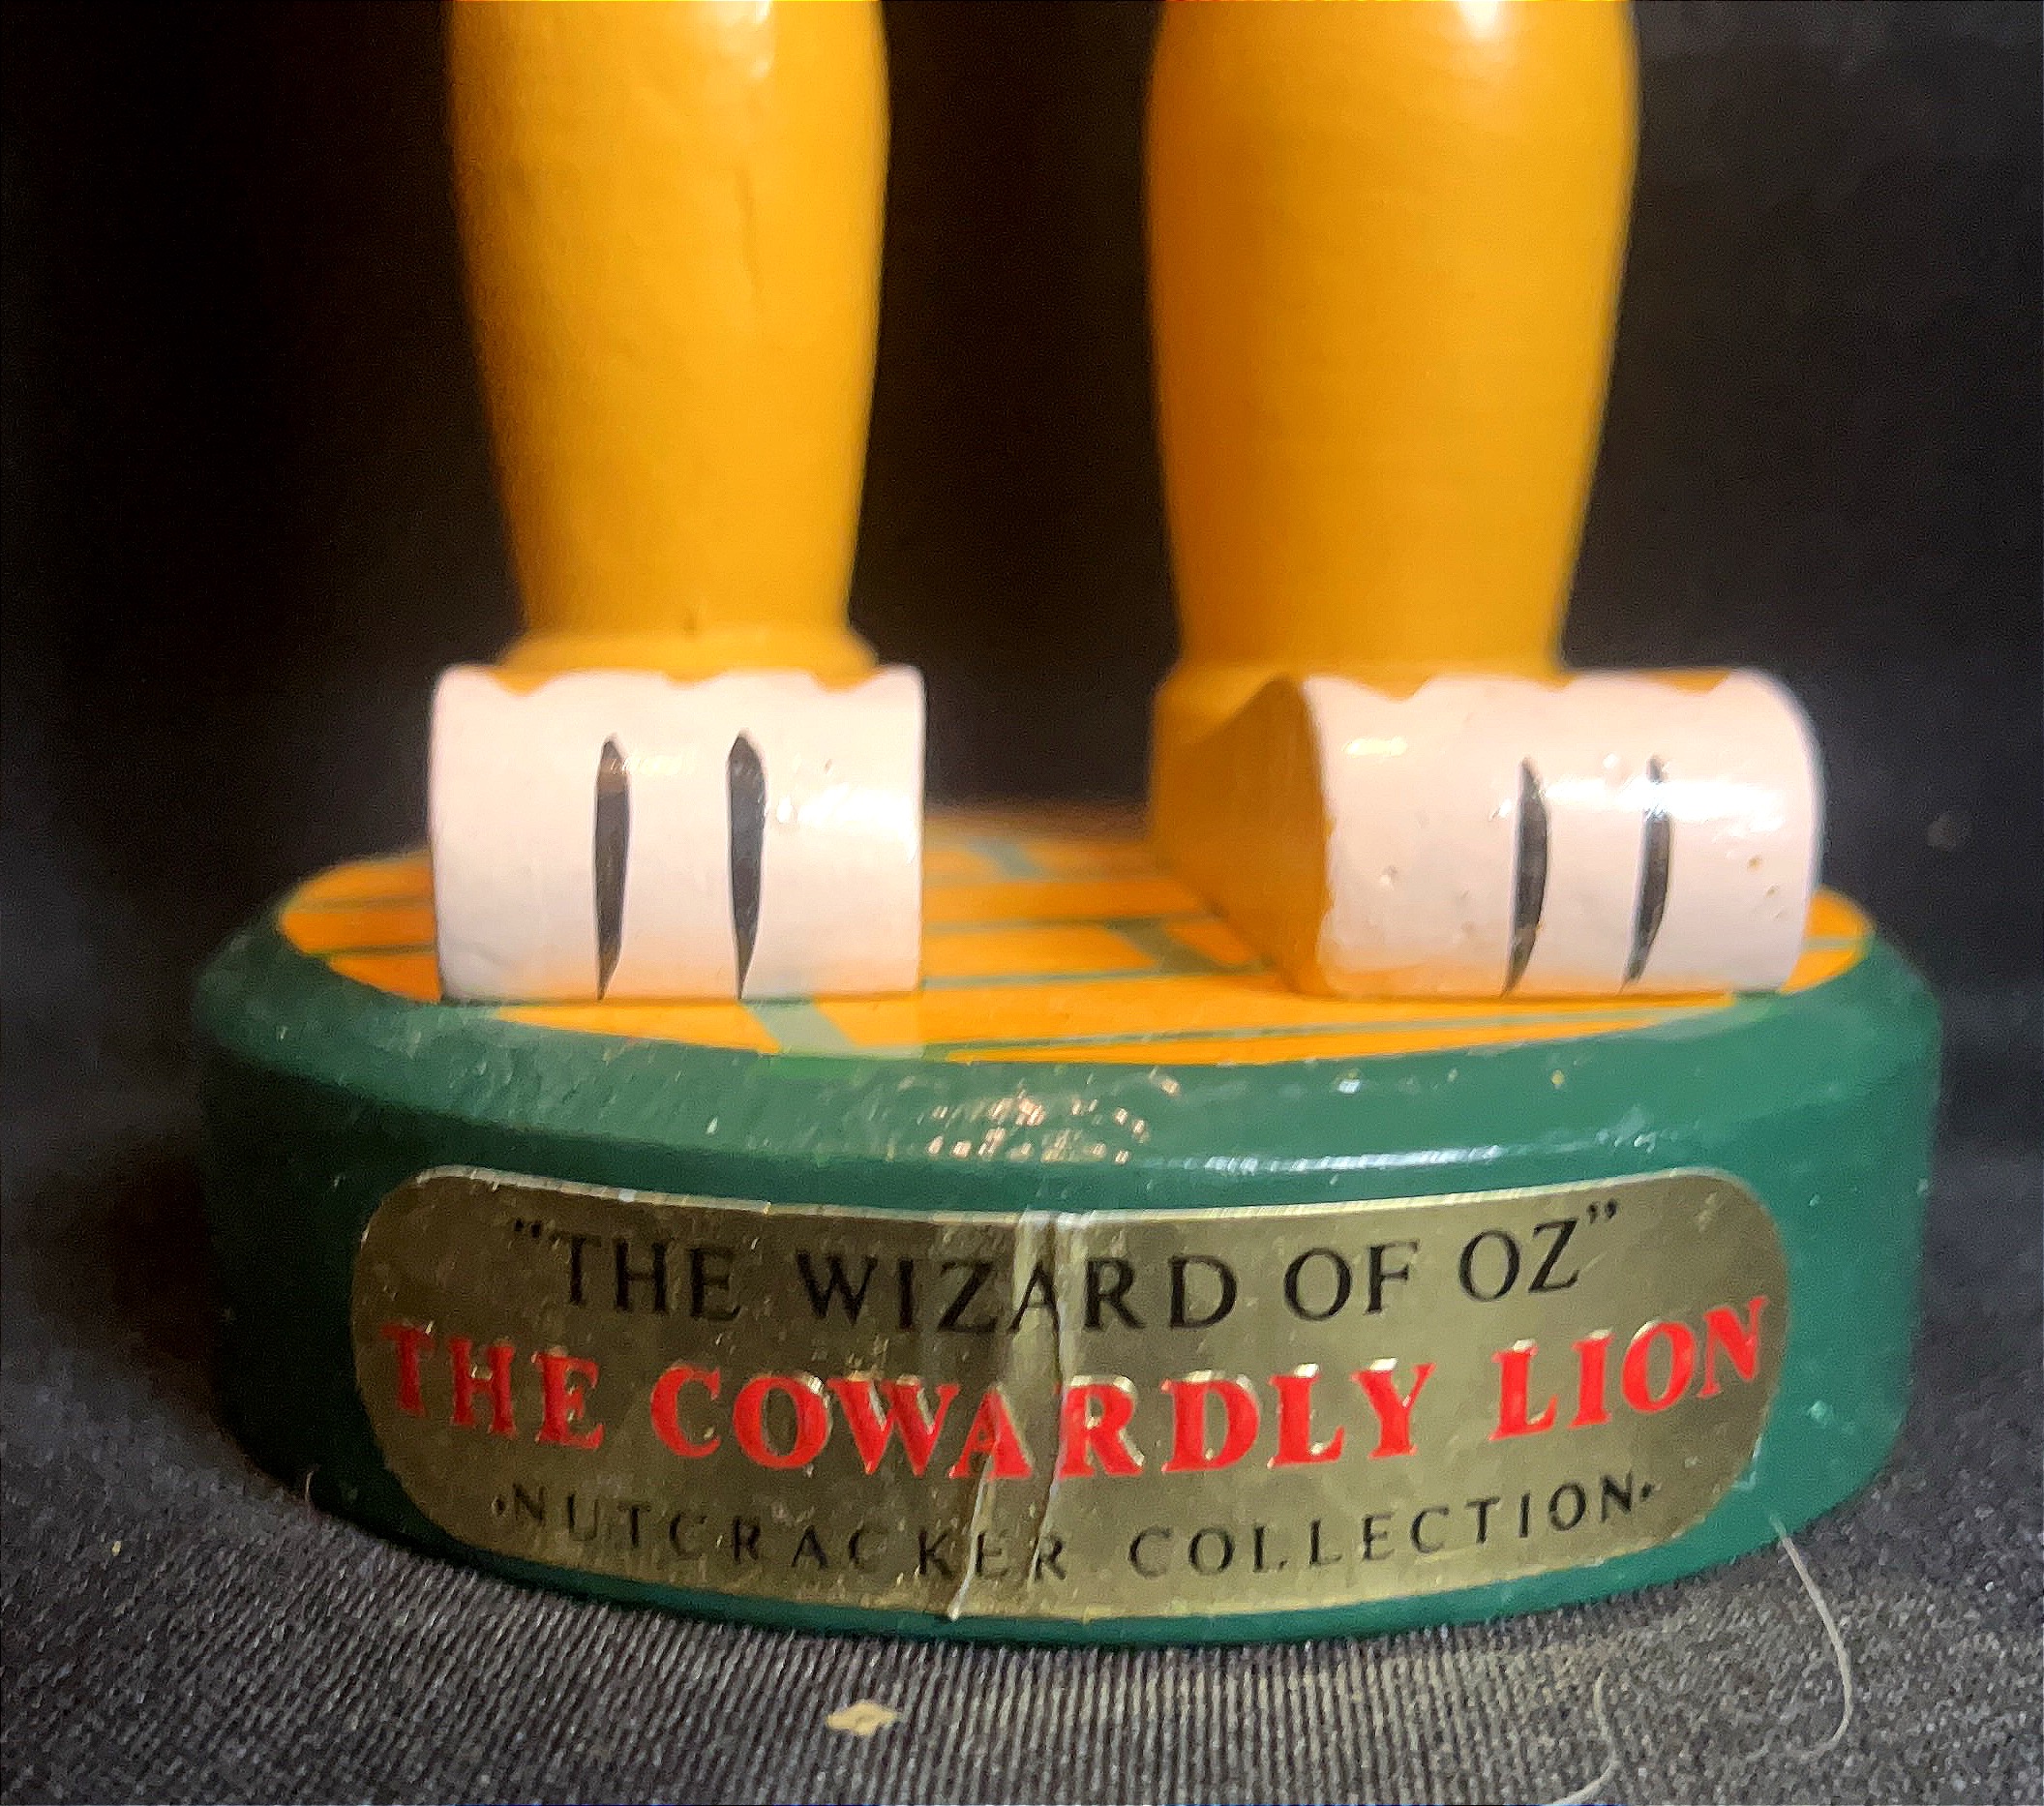 "THE WIZARD OF OZ"
THE COWARDLY LION
·NUTCRACKER COLLECTION·